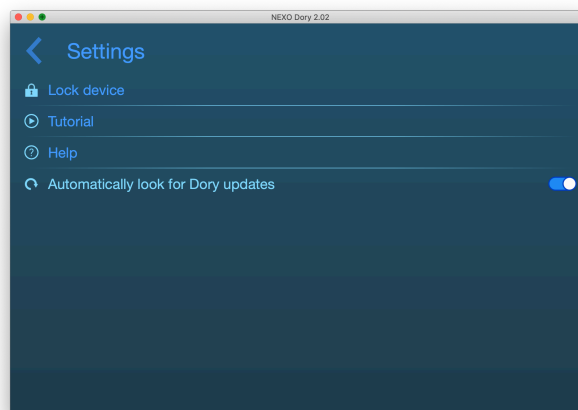 NEXO Dory 2.02
Settings
Lock device
Tutorial
Help
Automatically look for Dory updates